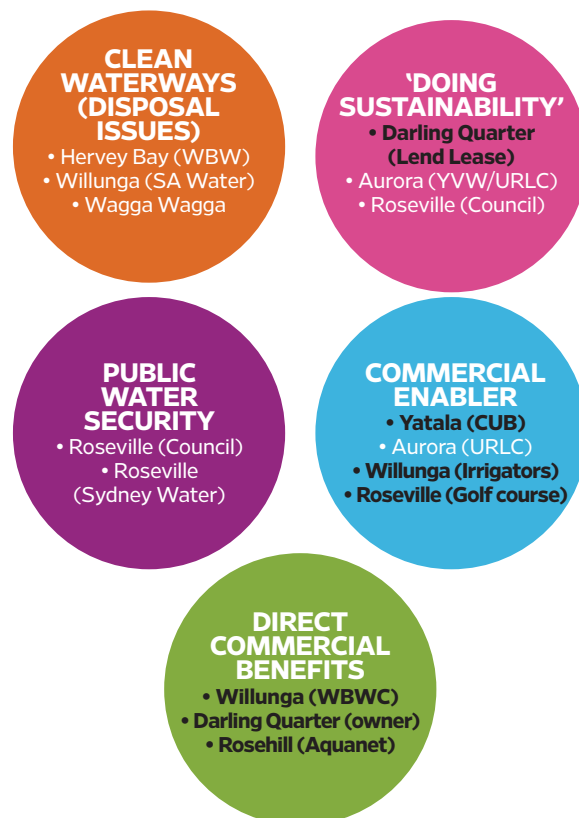 CLEAN
WATERWAYS
(DISPOSAL
ISSUES)
• Hervey Bay (WBW)
• Willunga (SA Water)
• Wagga Wagga
‘DOING
SUSTAINABILITY’
• Darling Quarter
(Lend Lease)
• Aurora (YVW/URLC)
• Roseville (Council)
PUBLIC
WATER
SECURITY
• Roseville (Council)
• Roseville
(Sydney Water)
COMMERCIAL
ENABLER
• Yatala (CUB)
• Aurora (URLC)
• Willunga (Irrigators)
• Roseville (Golf course)
DIRECT
COMMERCIAL
BENEFITS
• Willunga (WBWC)
• Darling Quarter (owner)
• Rosehill (Aquanet)